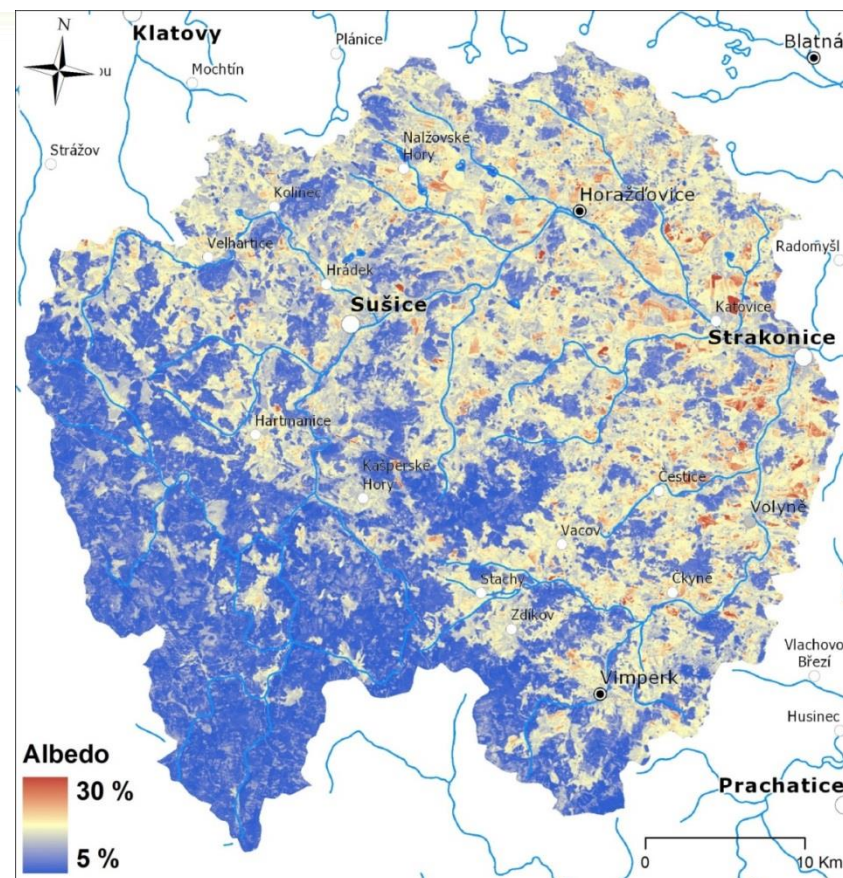 Klatovy
Plánice
Blatná
N
ou
Mochtín
Strážov
Nalžovské
Hory
Kolinec
Horažďovice
Velhartice
Radomyšl
Hrádek
Sušice
Katovice
Strakonice
Hartmanice
Kašperské
Hory
Čestice
Volyně
Vacov
Stachy
Čkyně
Zdíkov
Vlachovo
Březí
Vimperk
Husinec
Albedo
30 %
5 %
Prachatice
0
10 Km